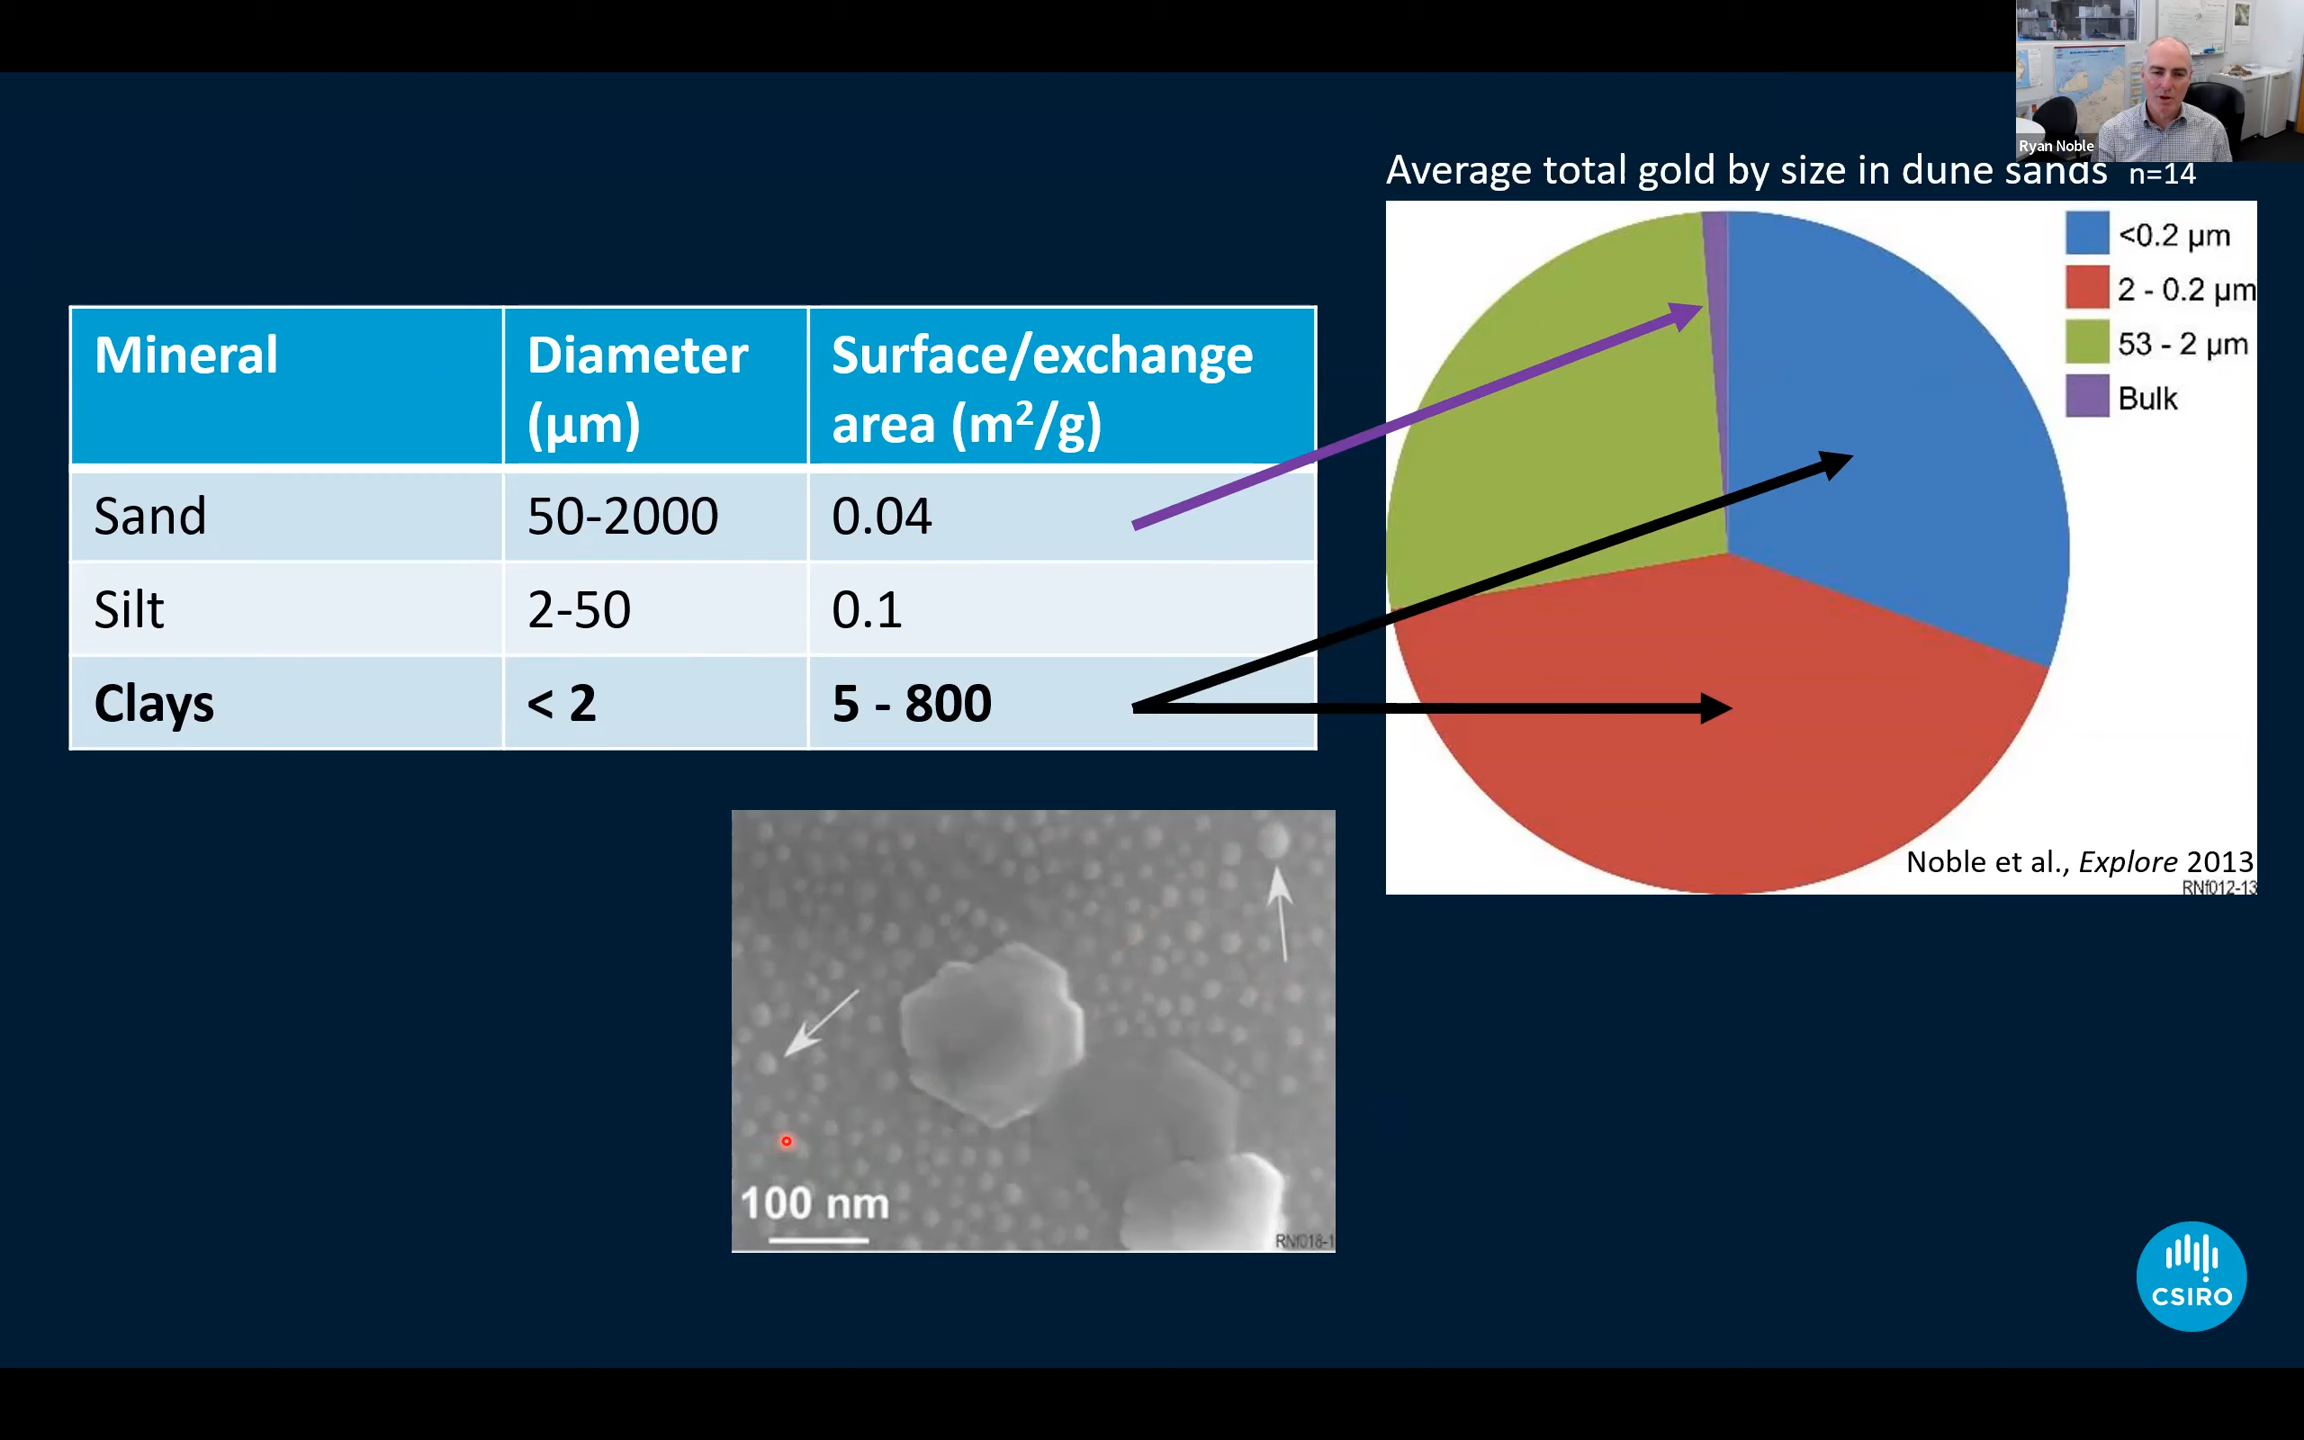 Ryan Noble
Average total gold by size in dune sands n=14
Mineral
Diameter
(µm)
Surface/exchange
area (m²/g)
Sand
50-2000
0.04
Silt
2-50
0.1
Clays
< 2
5 - 800
<0.2 µm
2 - 0.2 µm
53 - 2 µm
Bulk
Noble et al., Explore 2013
RNf012-13
100 nm
RNf018-1
CSIRO